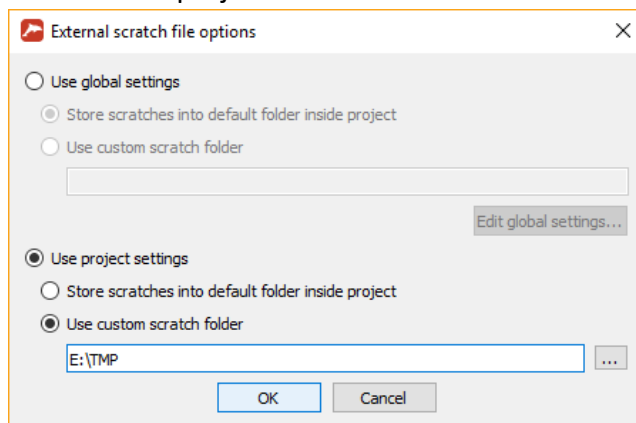 External scratch file options
Use global settings
Store scratches into default folder inside project
Use custom scratch folder
Edit global settings...
Use project settings
Store scratches into default folder inside project
Use custom scratch folder
E:\TMP
...
OK Cancel